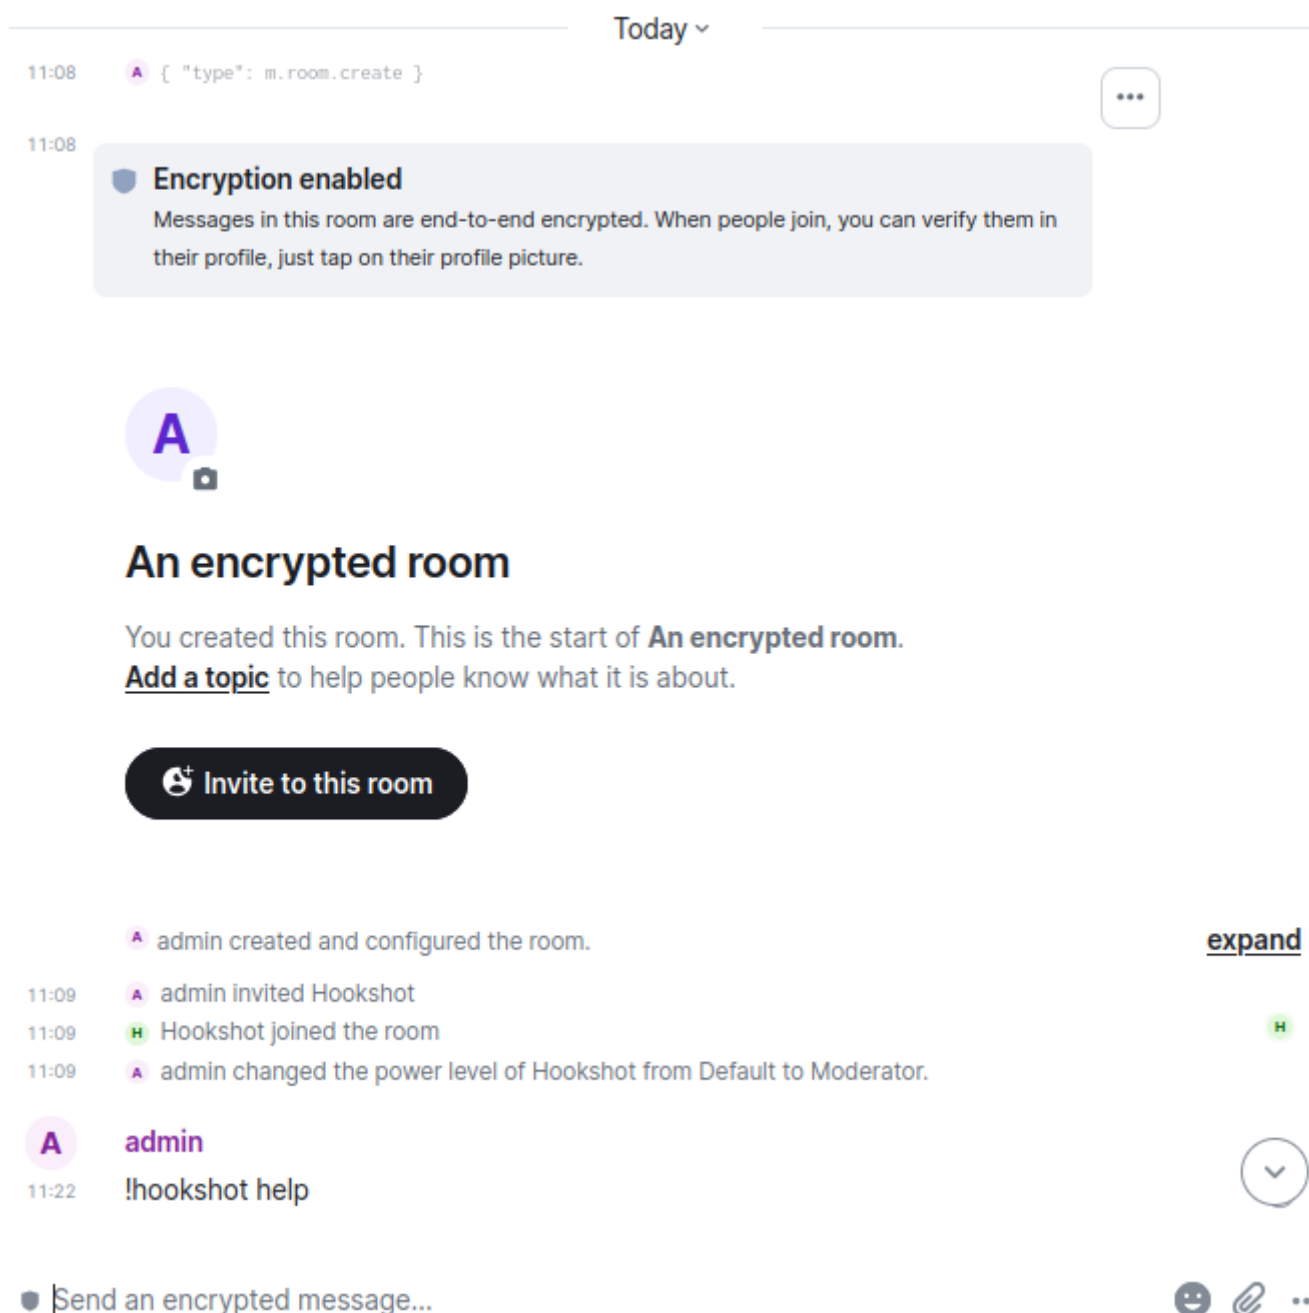 Today
11:08 A { "type": m.room.create }
11:08
Encryption enabled
Messages in this room are end-to-end encrypted. When people join, you can verify them in
their profile, just tap on their profile picture.
A
An encrypted room
You created this room. This is the start of An encrypted room.
Add a topic to help people know what it is about.
Invite to this room
A admin created and configured the room. expand
11:09 A admin invited Hookshot
11:09 H Hookshot joined the room H
11:09 A admin changed the power level of Hookshot from Default to Moderator.
A admin
11:22 !hookshot help
Send an encrypted message...